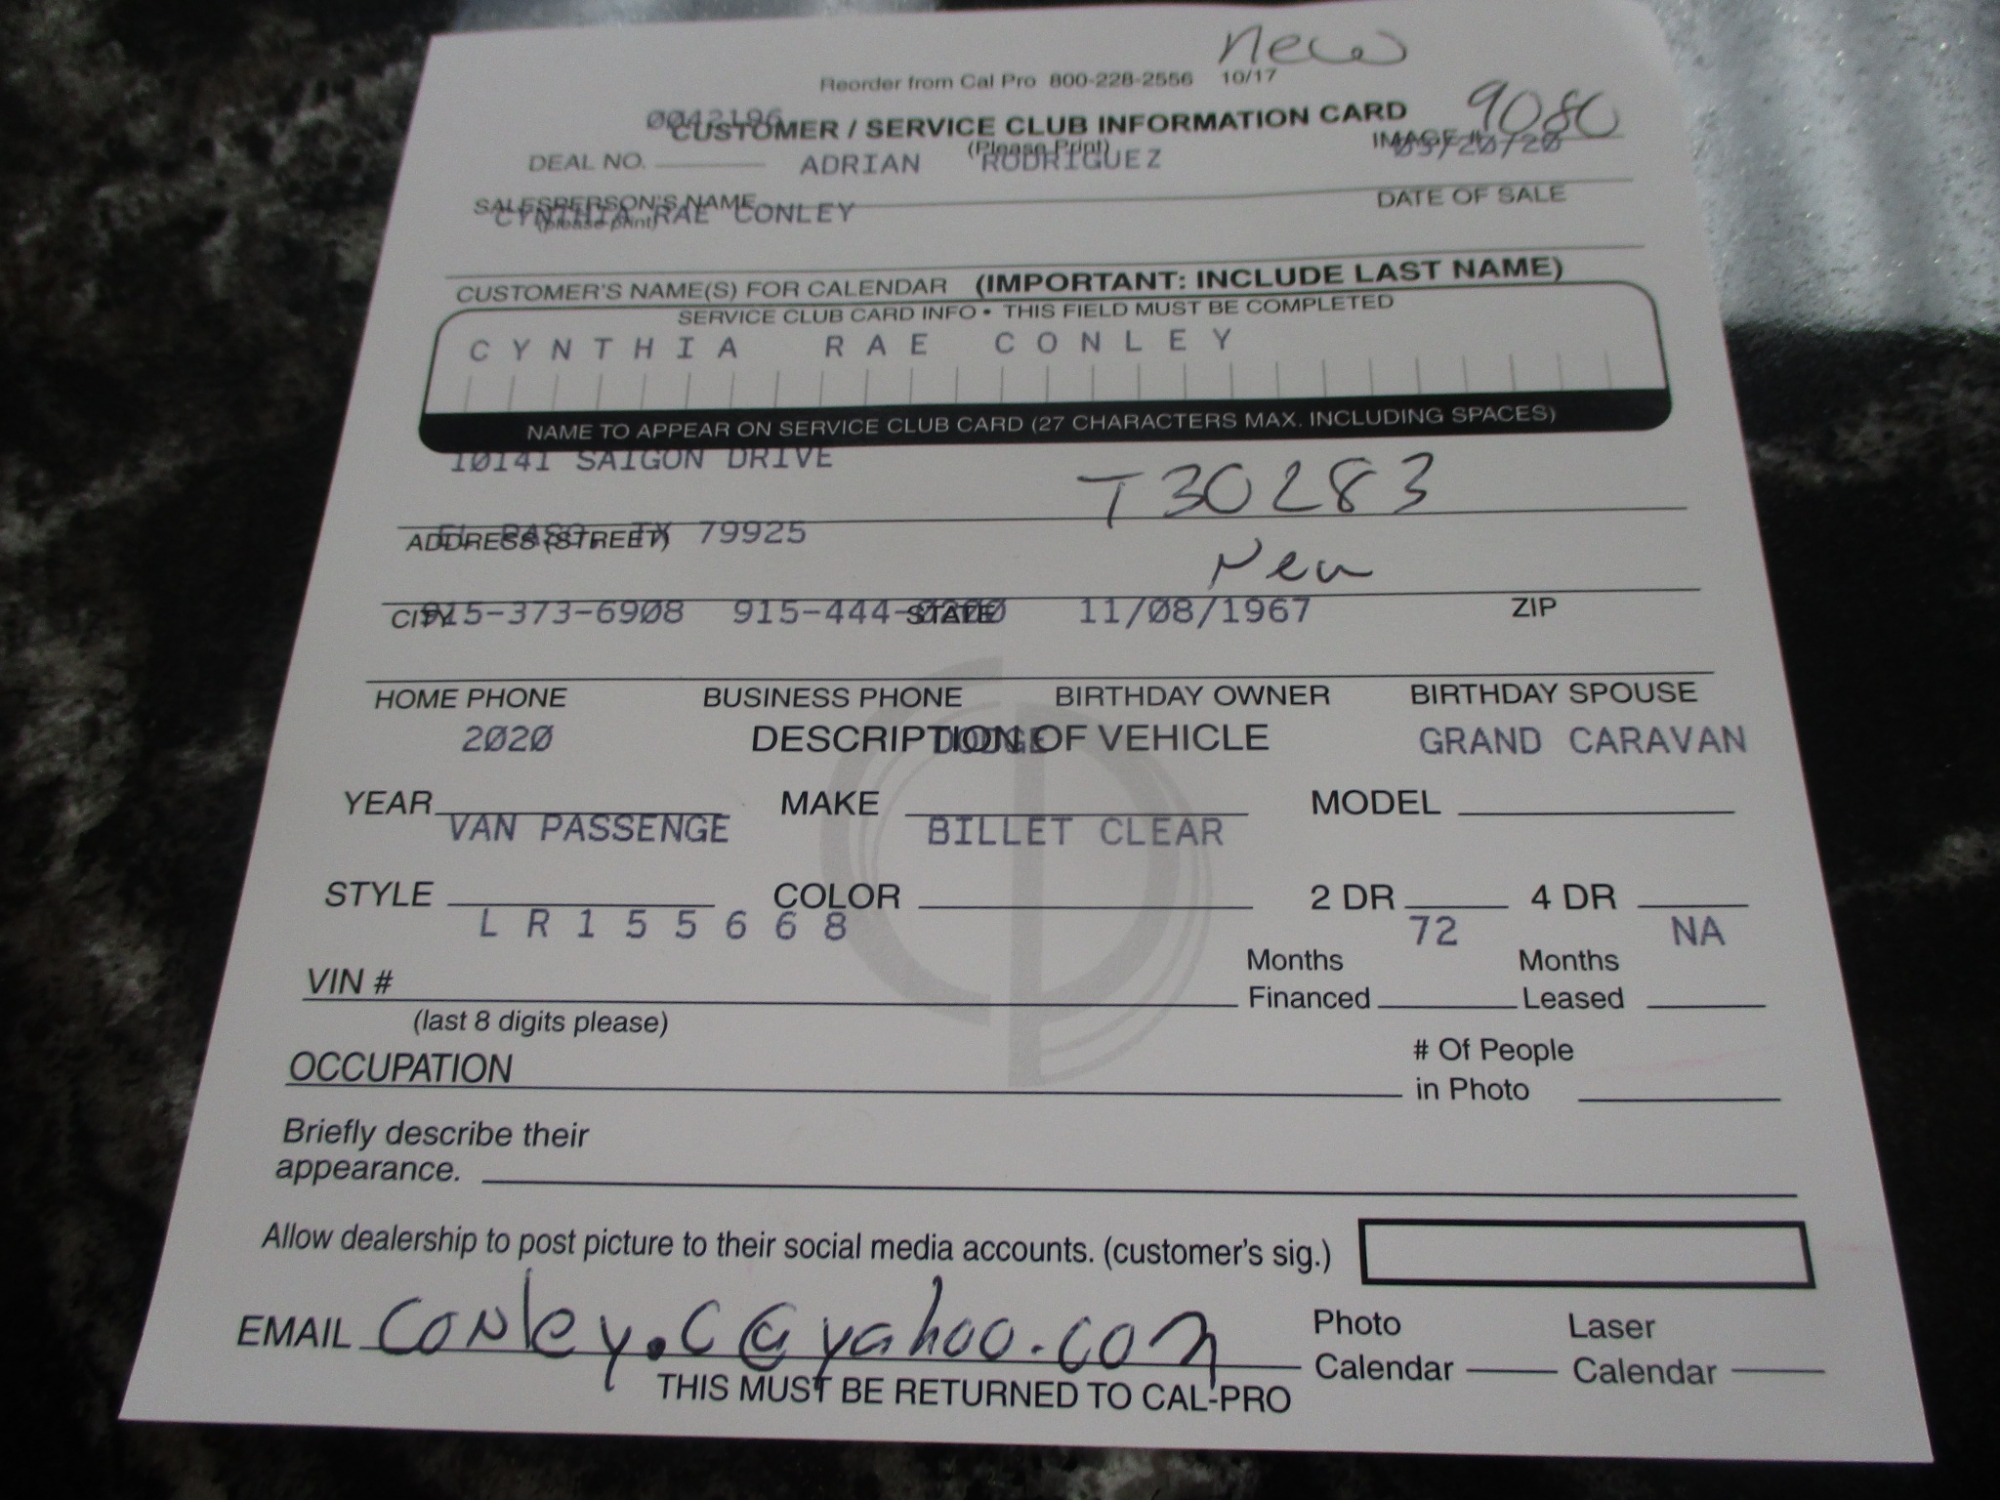 new
Reorder from Cal Pro 800-228-2556 10/17
0042196
CUSTOMER / SERVICE CLUB INFORMATION CARD
9080
(Please Print)
IMAGE #
DEAL NO. ADRIAN RODRIGUEZ /20/20
SALESPERSON'S NAME
(please print)
DATE OF SALE
CYNTHIA RAE CONLEY
CUSTOMER'S NAME(S) FOR CALENDAR (IMPORTANT: INCLUDE LAST NAME)
SERVICE CLUB CARD INFO • THIS FIELD MUST BE COMPLETED
CYNTHIA RAE CONLEY
NAME TO APPEAR ON SERVICE CLUB CARD (27 CHARACTERS MAX. INCLUDING SPACES)
10141 SAIGON DRIVE
T30283
ADDRESS (STREET)
EL PASO, TX 79925
New
CITY STATE ZIP
915-373-6908 915-444-0200 11/08/1967
HOME PHONE BUSINESS PHONE BIRTHDAY OWNER BIRTHDAY SPOUSE
DESCRIPTION OF VEHICLE
2020 DODGE GRAND CARAVAN
YEAR MAKE MODEL
VAN PASSENGE BILLET CLEAR
STYLE COLOR 2 DR 4 DR
LR155668 72 NA
VIN # Months Financed Months Leased
(last 8 digits please)
OCCUPATION # Of People in Photo
Briefly describe their
appearance.
Allow dealership to post picture to their social media accounts. (customer's sig.)
EMAIL conley.c@yahoo.com Photo Calendar Laser Calendar
THIS MUST BE RETURNED TO CAL-PRO